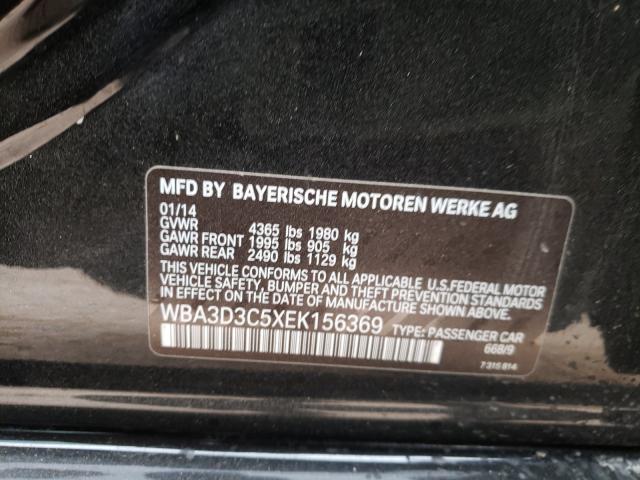 MFD BY BAYERISCHE MOTOREN WERKE AG
01/14
GVWR 4365 lbs 1980 kg
GAWR FRONT 1995 lbs 905 kg
GAWR REAR 2490 lbs 1129 kg
THIS VEHICLE CONFORMS TO ALL APPLICABLE U.S.FEDERAL MOTOR
VEHICLE SAFETY, BUMPER AND THEFT PREVENTION STANDARDS
IN EFFECT ON THE DATE OF MANUFACTURE SHOWN ABOVE.
WBA3D3C5XEK156369 TYPE: PASSENGER CAR
668/9
7315814